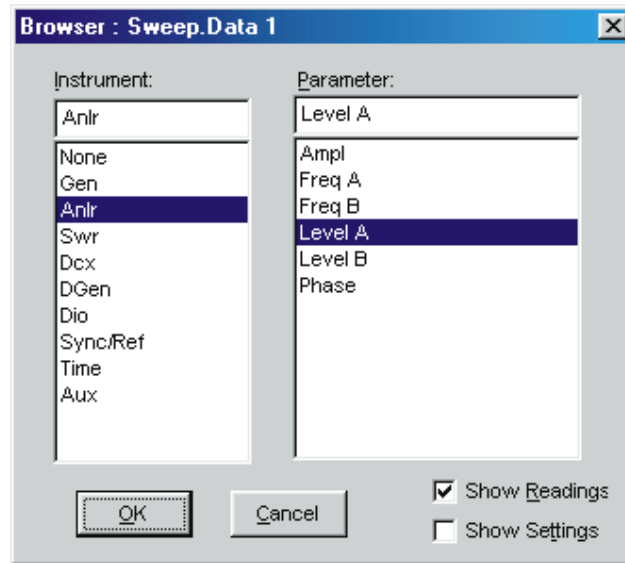 Browser : Sweep.Data 1
Instrument:
Anlr
None
Gen
Anlr
Swr
Dcx
DGen
Dio
Sync/Ref
Time
Aux
Parameter:
Level A
Ampl
Freq A
Freq B
Level A
Level B
Phase
OK
Cancel
Show Readings
Show Settings